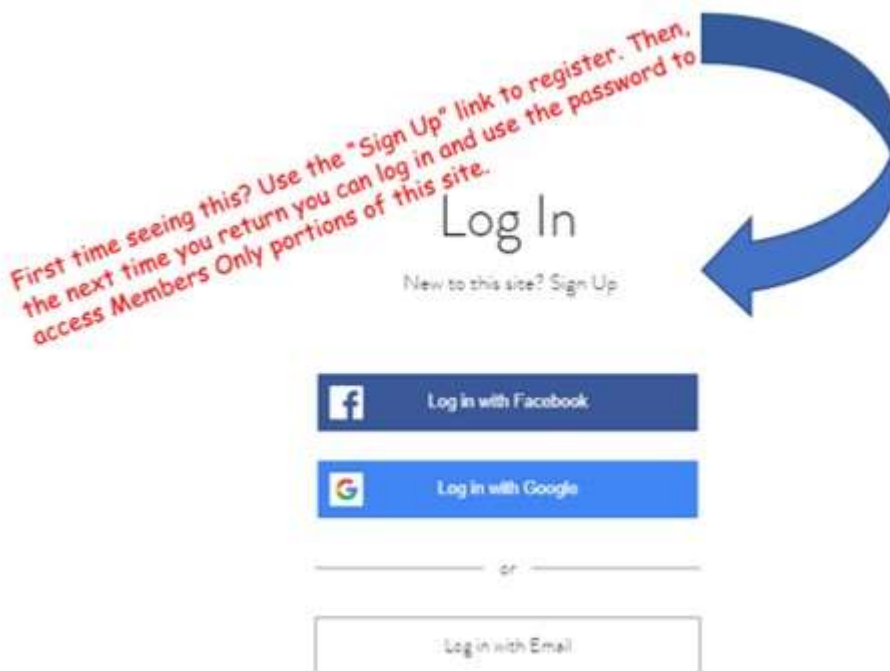 First time seeing this? Use the "Sign Up" link to register. Then,
the next time you return you can log in and use the password to
access Members Only portions of this site.
Log In
New to this site? Sign Up
Log in with Facebook
Log in with Google
or
Log in with Email